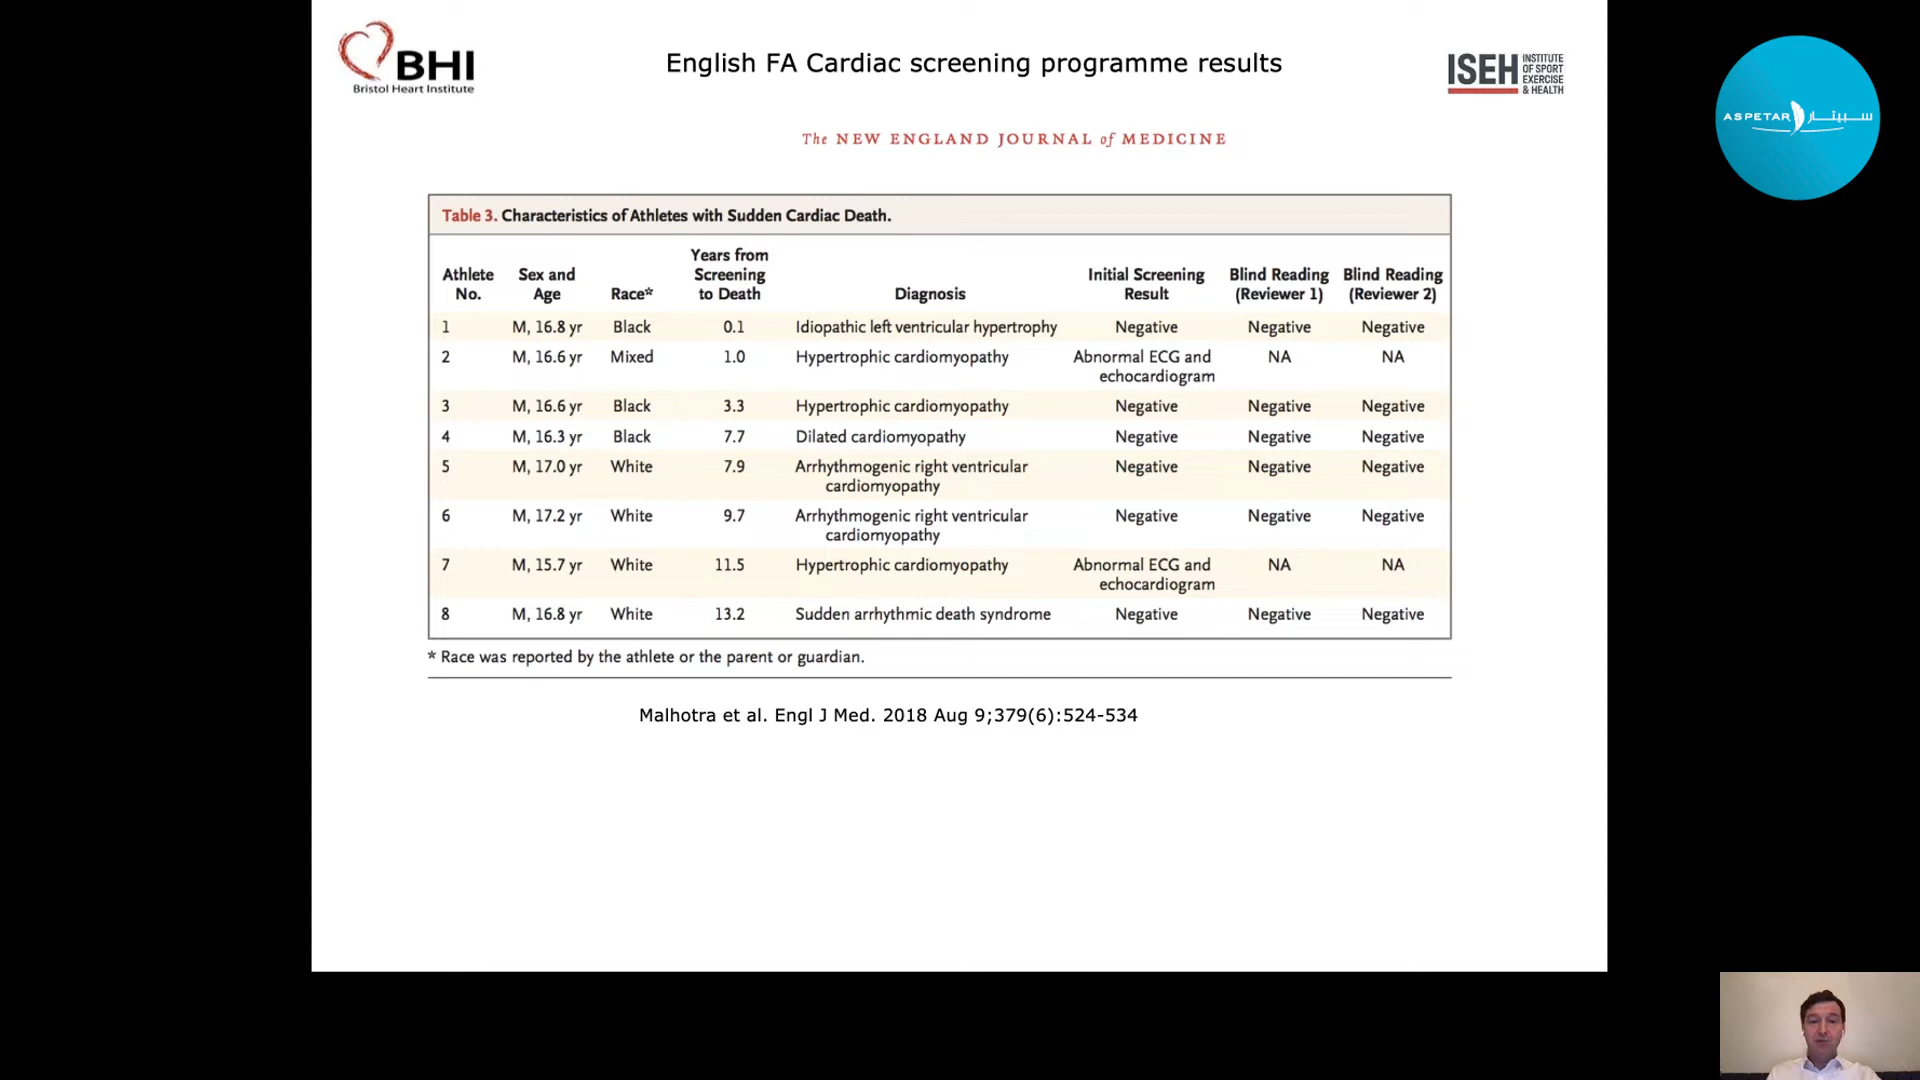 BHI
Bristol Heart Institute
English FA Cardiac screening programme results
ISEH INSTITUTE OF SPORT EXERCISE & HEALTH
ASPETAR سبيتار
The NEW ENGLAND JOURNAL of MEDICINE
Table 3. Characteristics of Athletes with Sudden Cardiac Death.
Athlete No. Sex and Age Race* Years from Screening to Death Diagnosis Initial Screening Result Blind Reading (Reviewer 1) Blind Reading (Reviewer 2)
1 M, 16.8 yr Black 0.1 Idiopathic left ventricular hypertrophy Negative Negative Negative
2 M, 16.6 yr Mixed 1.0 Hypertrophic cardiomyopathy Abnormal ECG and echocardiogram NA NA
3 M, 16.6 yr Black 3.3 Hypertrophic cardiomyopathy Negative Negative Negative
4 M, 16.3 yr Black 7.7 Dilated cardiomyopathy Negative Negative Negative
5 M, 17.0 yr White 7.9 Arrhythmogenic right ventricular cardiomyopathy Negative Negative Negative
6 M, 17.2 yr White 9.7 Arrhythmogenic right ventricular cardiomyopathy Negative Negative Negative
7 M, 15.7 yr White 11.5 Hypertrophic cardiomyopathy Abnormal ECG and echocardiogram NA NA
8 M, 16.8 yr White 13.2 Sudden arrhythmic death syndrome Negative Negative Negative
* Race was reported by the athlete or the parent or guardian.
Malhotra et al. Engl J Med. 2018 Aug 9;379(6):524-534